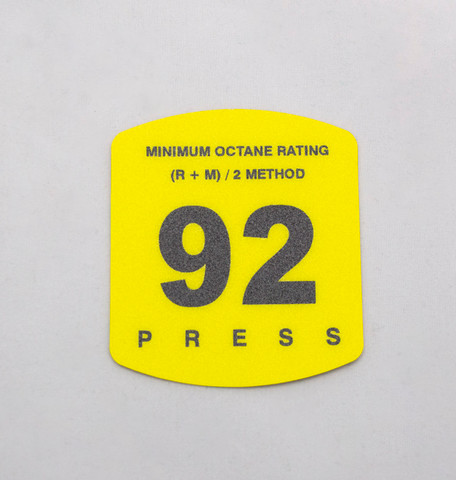 MINIMUM OCTANE RATING
(R + M) / 2 METHOD
92
PRESS